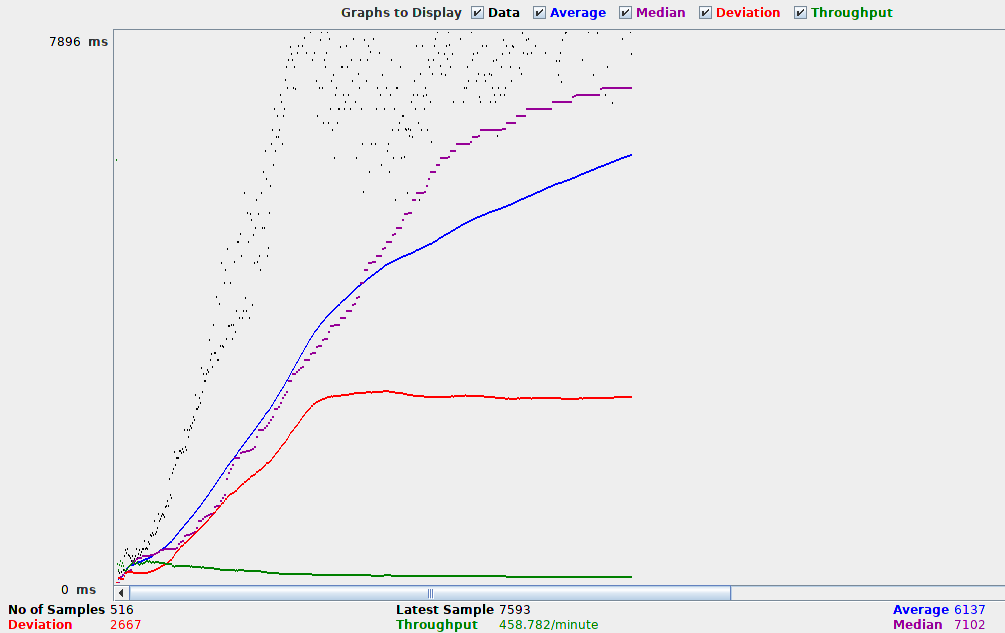 Graphs to Display Data Average Median Deviation Throughput
7896 ms
0 ms
No of Samples 516 Latest Sample 7593 Average 6137
Deviation 2667 Throughput 458.782/minute Median 7102